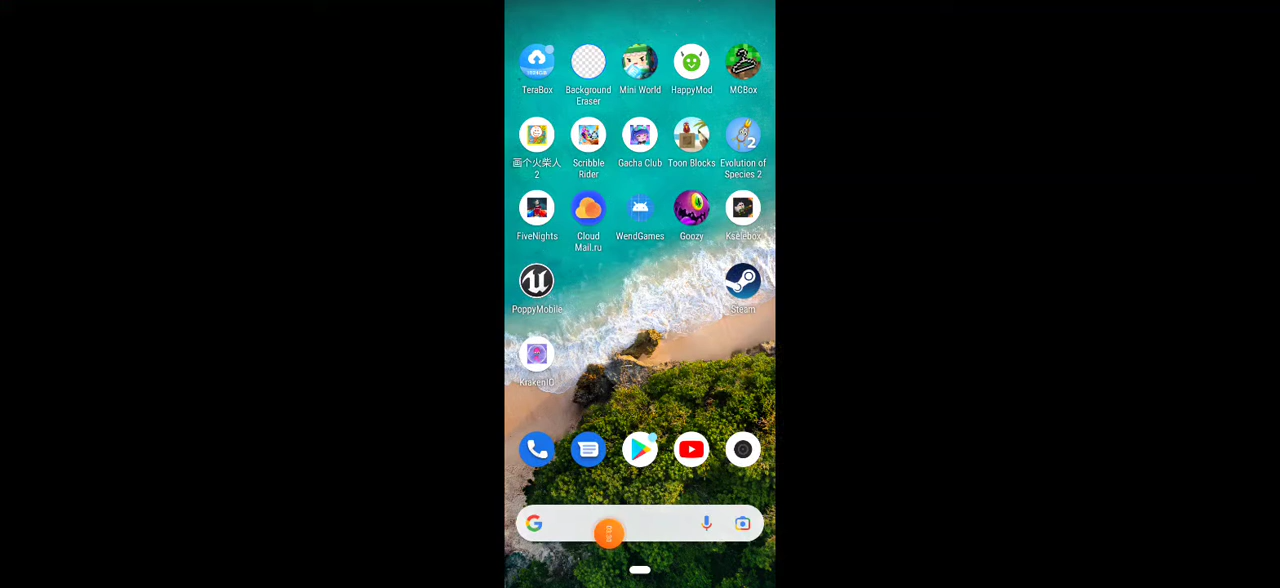 TeraBox
Background
Eraser
Mini World
HappyMod
MCBox
画个火柴人
2
Scribble
Rider
Gacha Club
Toon Blocks
Evolution of
Species 2
FiveNights
Cloud
Mail.ru
WendGames
Goozy
Kselebox
PoppyMobile
Steam
KrakenIO